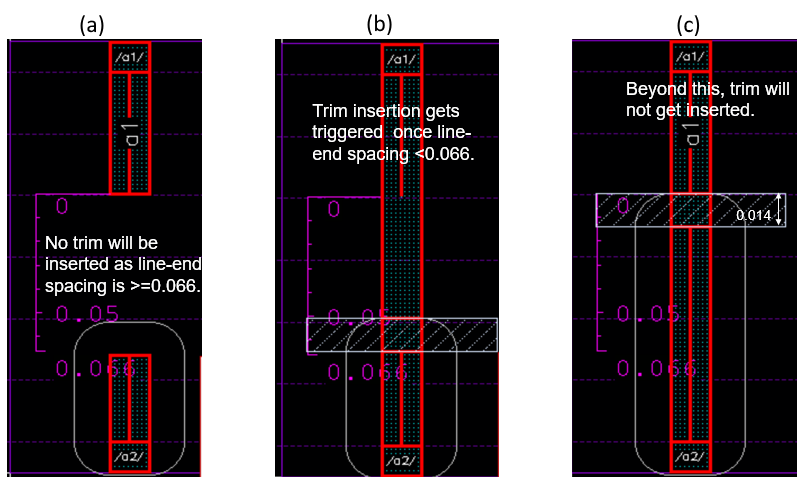 (a)
/a1/
a1
0
No trim will be
inserted as line-end
spacing is >=0.066.
0.05
0.066
/a2/
(b)
/a1/
Trim insertion gets
triggered once line-
end spacing <0.066.
0
0.05
0.066
/a2/
(c)
/a1/
Beyond this, trim will
not get inserted.
a1
0
0.014
0.05
0.066
/a2/